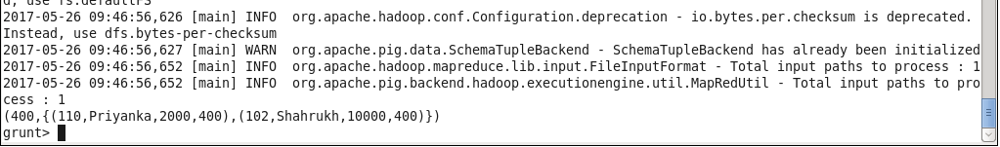 d, use fs.defaultFS
2017-05-26 09:46:56,626 [main] INFO  org.apache.hadoop.conf.Configuration.deprecation - io.bytes.per.checksum is deprecated.
Instead, use dfs.bytes-per-checksum
2017-05-26 09:46:56,627 [main] WARN  org.apache.pig.data.SchemaTupleBackend - SchemaTupleBackend has already been initialized
2017-05-26 09:46:56,652 [main] INFO  org.apache.hadoop.mapreduce.lib.input.FileInputFormat - Total input paths to process : 1
2017-05-26 09:46:56,652 [main] INFO  org.apache.pig.backend.hadoop.executionengine.util.MapRedUtil - Total input paths to pro
cess : 1
(400,{(110,Priyanka,2000,400),(102,Shahrukh,10000,400)})
grunt>